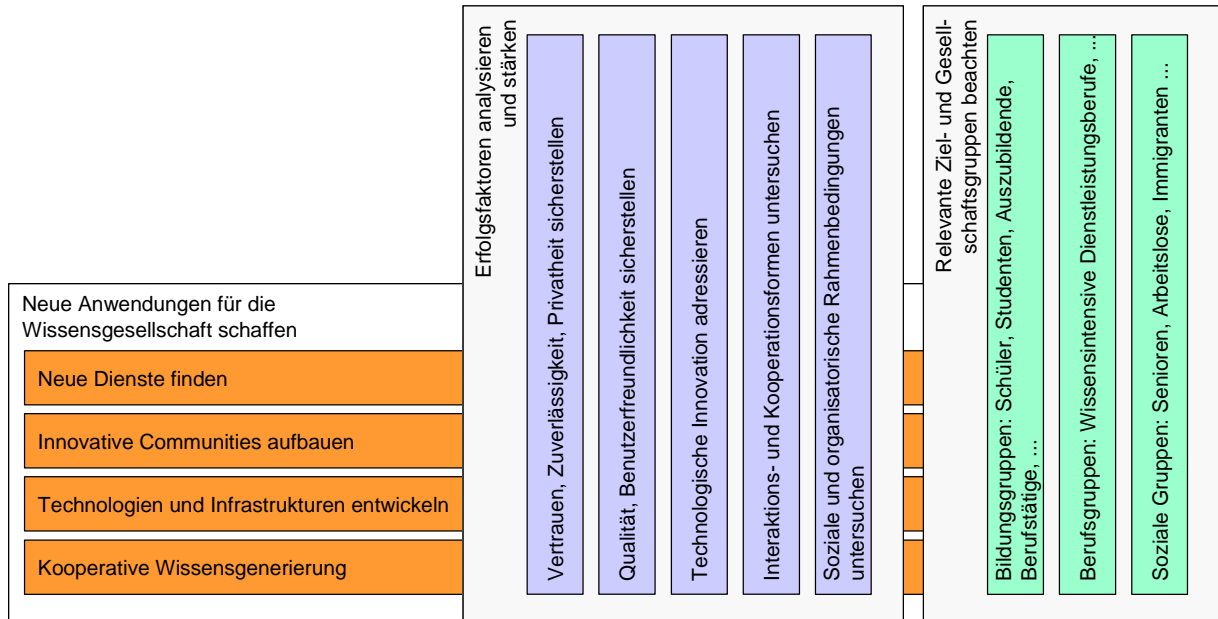 Neue Anwendungen für die
Wissensgesellschaft schaffen
Neue Dienste finden
Innovative Communities aufbauen
Technologien und Infrastrukturen entwickeln
Kooperative Wissensgenerierung
Erfolgsfaktoren analysieren
und stärken
Vertrauen, Zuverlässigkeit, Privatheit sicherstellen
Qualität, Benutzerfreundlichkeit sicherstellen
Technologische Innovation adressieren
Interaktions- und Kooperationsformen untersuchen
Soziale und organisatorische Rahmenbedingungen
untersuchen
Relevante Ziel- und Gesell-
schaftsgruppen beachten
Bildungsgruppen: Schüler, Studenten, Auszubildende,
Berufstätige, ...
Berufsgruppen: Wissensintensive Dienstleistungsberufe, ...
Soziale Gruppen: Senioren, Arbeitslose, Immigranten ...